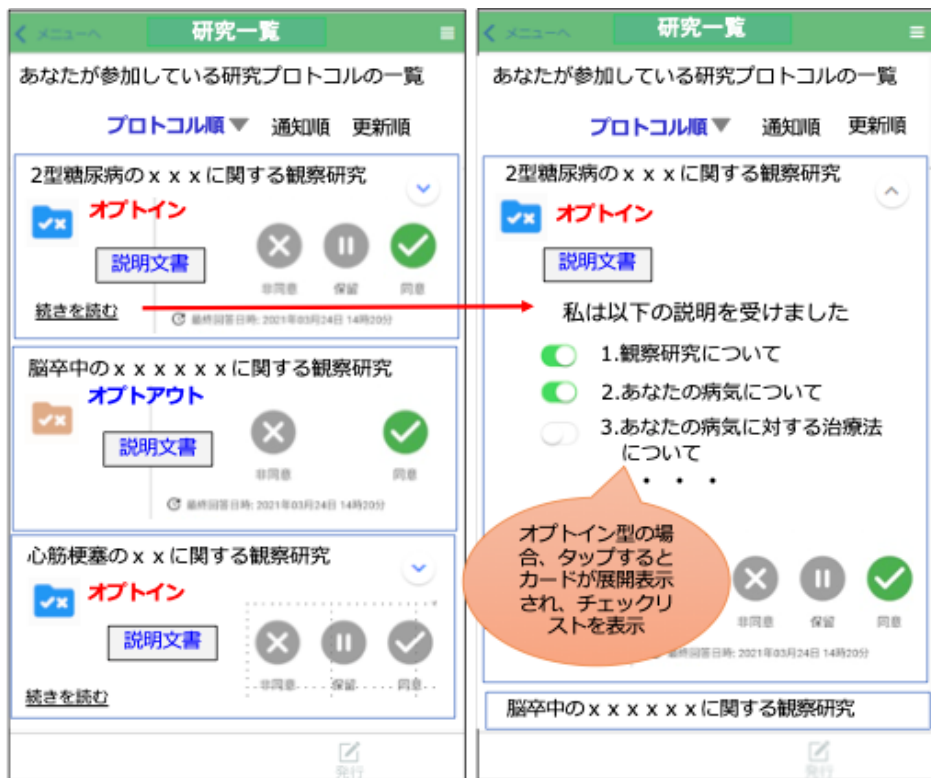 メニューへ
研究一覧
あなたが参加している研究プロトコルの一覧
プロトコル順▼ 通知順 更新順
2型糖尿病のｘｘｘに関する観察研究
オプトイン
説明文書
非同意 保留 同意
続きを読む
最終回答日時: 2021年03月24日 14時20分
脳卒中のｘｘｘｘｘｘに関する観察研究
オプトアウト
説明文書
非同意 同意
最終回答日時: 2021年03月24日 14時20分
心筋梗塞のｘｘに関する観察研究
オプトイン
説明文書
非同意 保留 同意
続きを読む
発行
メニューへ
研究一覧
あなたが参加している研究プロトコルの一覧
プロトコル順▼ 通知順 更新順
2型糖尿病のｘｘｘに関する観察研究
オプトイン
説明文書
私は以下の説明を受けました
1.観察研究について
2.あなたの病気について
3.あなたの病気に対する治療法
について
・・・
オプトイン型の場
合、タップすると
カードが展開表示
され、チェックリ
ストを表示
非同意 保留 同意
最終回答日時: 2021年03月24日 14時20分
脳卒中のｘｘｘｘｘｘに関する観察研究
発行